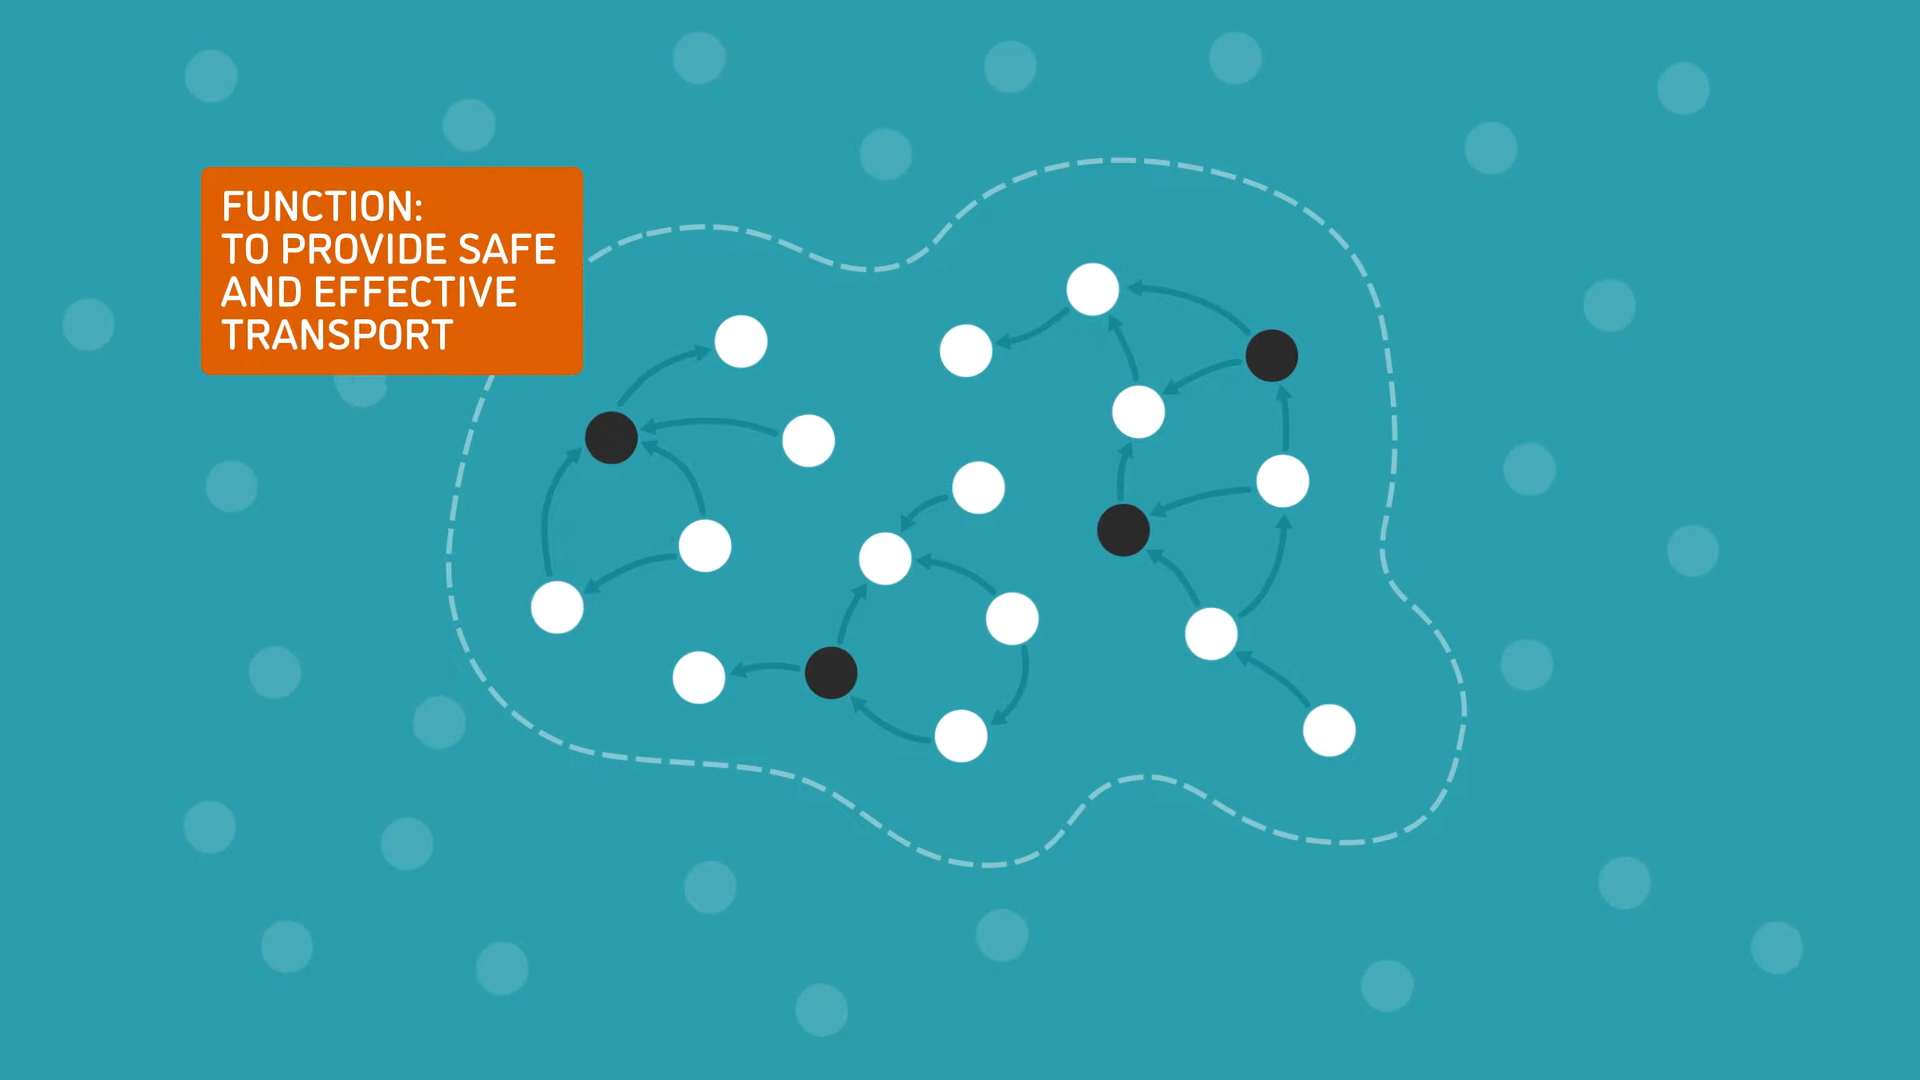 FUNCTION:
TO PROVIDE SAFE
AND EFFECTIVE
TRANSPORT